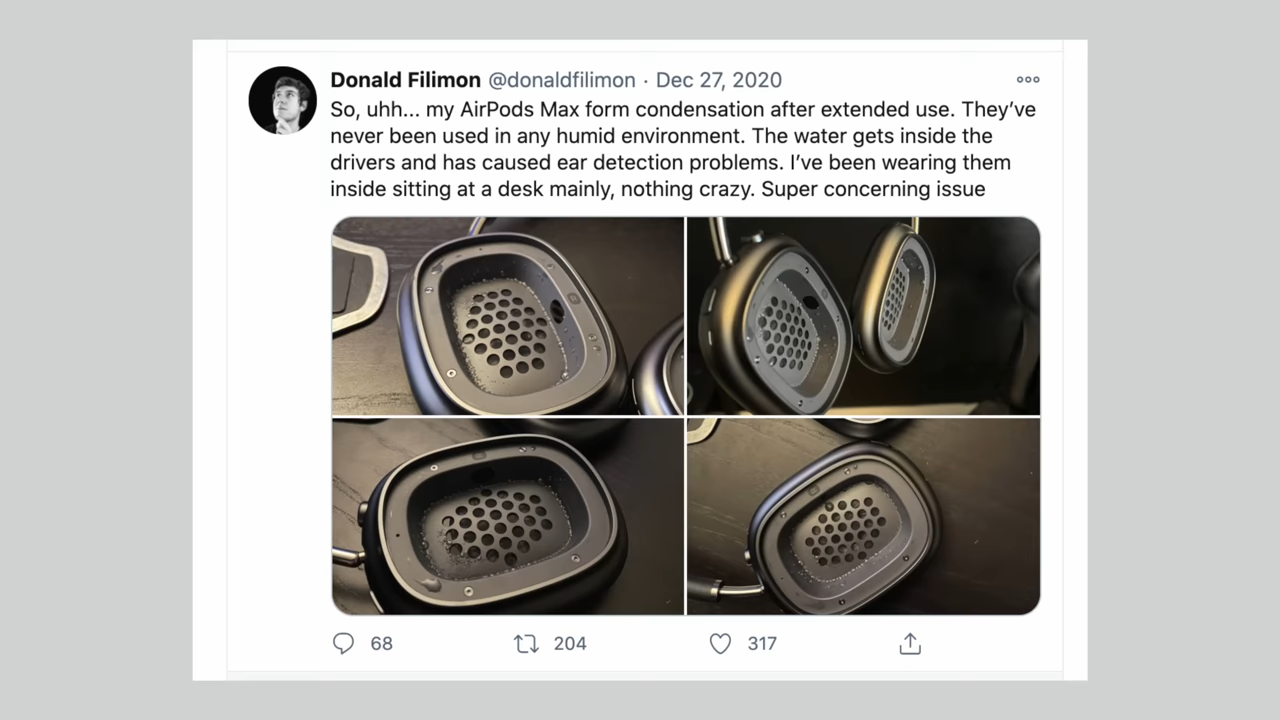 Donald Filimon @donaldfilimon · Dec 27, 2020
So, uhh... my AirPods Max form condensation after extended use. They’ve
never been used in any humid environment. The water gets inside the
drivers and has caused ear detection problems. I’ve been wearing them
inside sitting at a desk mainly, nothing crazy. Super concerning issue
68 204 317